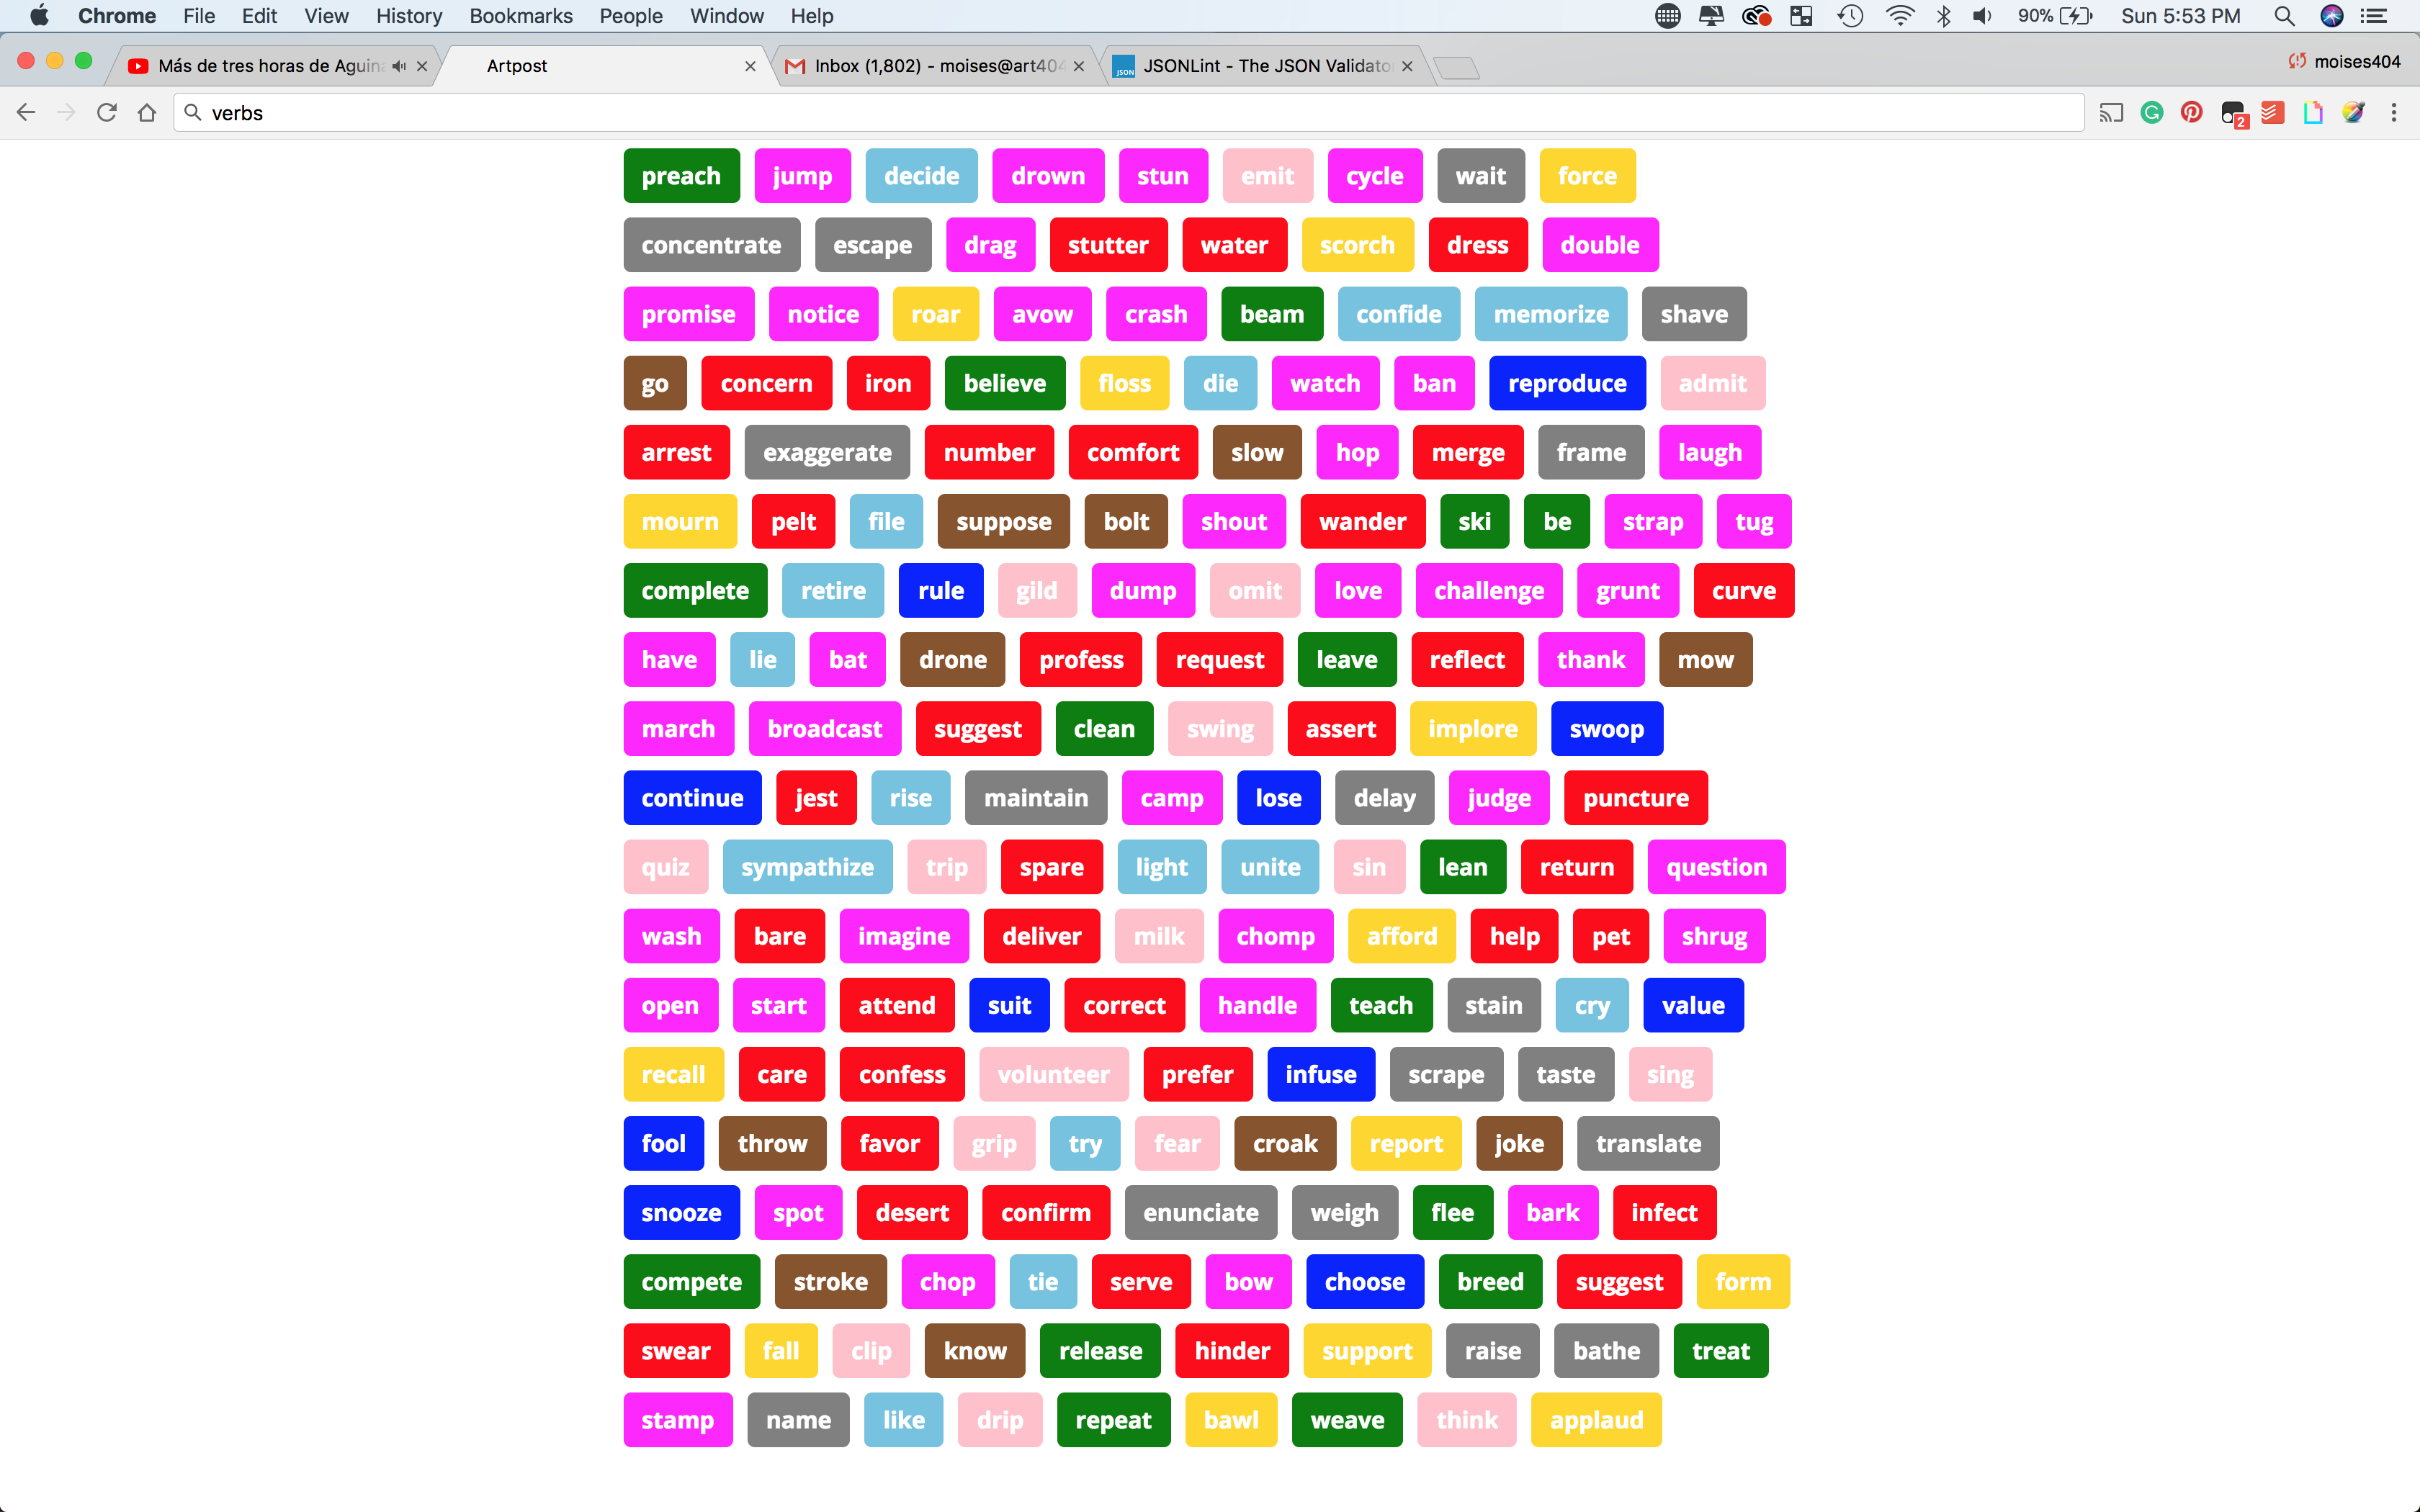 Chrome File Edit View History Bookmarks People Window Help 90% Sun 5:53 PM
Más de tres horas de Aguina Artpost Inbox (1,802) - moises@art404 JSON JSONLint - The JSON Validator moises404
verbs 2
preach jump decide drown stun emit cycle wait force
concentrate escape drag stutter water scorch dress double
promise notice roar avow crash beam confide memorize shave
go concern iron believe floss die watch ban reproduce admit
arrest exaggerate number comfort slow hop merge frame laugh
mourn pelt file suppose bolt shout wander ski be strap tug
complete retire rule gild dump omit love challenge grunt curve
have lie bat drone profess request leave reflect thank mow
march broadcast suggest clean swing assert implore swoop
continue jest rise maintain camp lose delay judge puncture
quiz sympathize trip spare light unite sin lean return question
wash bare imagine deliver milk chomp afford help pet shrug
open start attend suit correct handle teach stain cry value
recall care confess volunteer prefer infuse scrape taste sing
fool throw favor grip try fear croak report joke translate
snooze spot desert confirm enunciate weigh flee bark infect
compete stroke chop tie serve bow choose breed suggest form
swear fall clip know release hinder support raise bathe treat
stamp name like drip repeat bawl weave think applaud